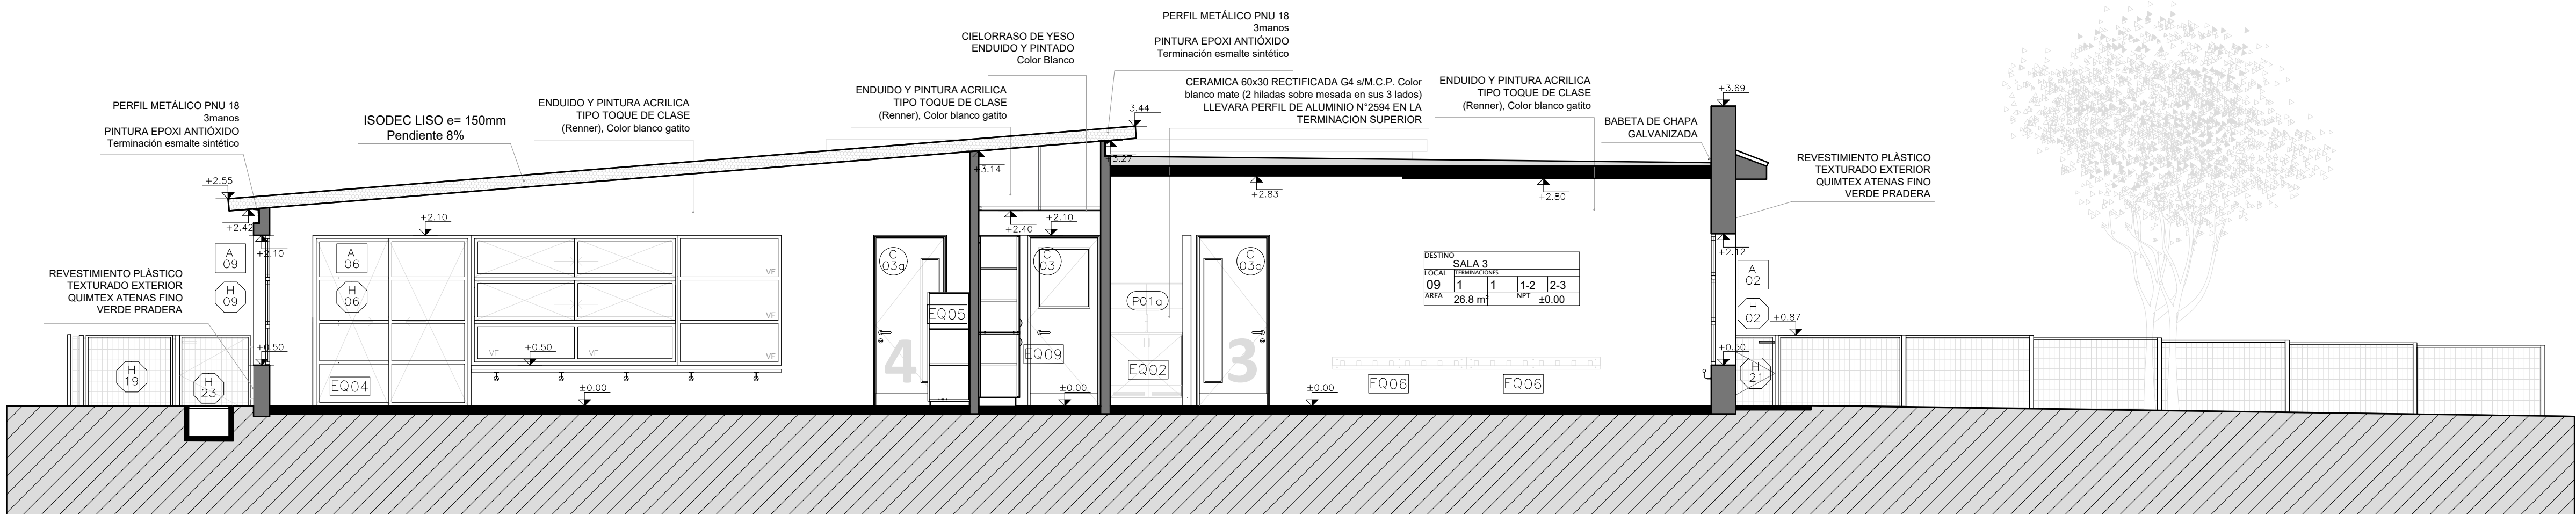 PERFIL METÁLICO PNU 18
3manos
PINTURA EPOXI ANTIÓXIDO
Terminación esmalte sintético
ISODEC LISO e= 150mm
Pendiente 8%
ENDUIDO Y PINTURA ACRILICA
TIPO TOQUE DE CLASE
(Renner), Color blanco gatito
ENDUIDO Y PINTURA ACRILICA
TIPO TOQUE DE CLASE
(Renner), Color blanco gatito
CIELORRASO DE YESO
ENDUIDO Y PINTADO
Color Blanco
PERFIL METÁLICO PNU 18
3manos
PINTURA EPOXI ANTIÓXIDO
Terminación esmalte sintético
CERAMICA 60x30 RECTIFICADA G4 s/M.C.P. Color
blanco mate (2 hiladas sobre mesada en sus 3 lados)
LLEVARA PERFIL DE ALUMINIO N°2594 EN LA
TERMINACION SUPERIOR
ENDUIDO Y PINTURA ACRILICA
TIPO TOQUE DE CLASE
(Renner), Color blanco gatito
BABETA DE CHAPA
GALVANIZADA
REVESTIMIENTO PLÀSTICO
TEXTURADO EXTERIOR
QUIMTEX ATENAS FINO
VERDE PRADERA
REVESTIMIENTO PLÀSTICO
TEXTURADO EXTERIOR
QUIMTEX ATENAS FINO
VERDE PRADERA
+2.55
+2.42
+2.10
+0.50
+2.10
+0.50
±0.00
3.44
+3.27
+3.14
+2.40
+2.10
±0.00
+2.83
+2.80
±0.00
+3.69
+2.12
+0.50
+0.87
A
09
H
09
A
06
H
06
H
19
H
23
EQ04
VF
VF
VF
VF
VF
C
03a
4
EQ05
C
03
EQ09
P01a
EQ02
C
03a
3
EQ06
EQ06
DESTINO
SALA 3
LOCAL TERMINACIONES
09 1 1 1-2 2-3
AREA 26.8 m² NPT ±0.00
A
02
H
02
H
21